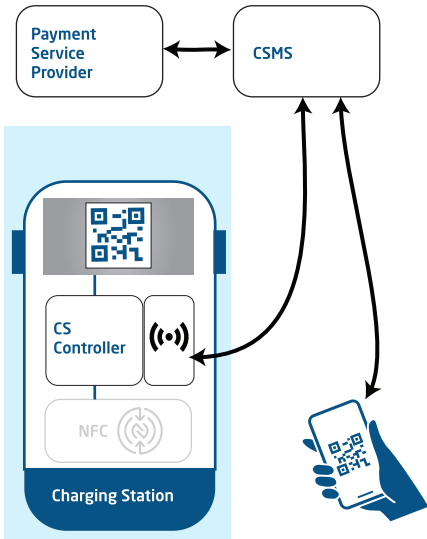 Payment
Service
Provider
CSMS
CS
Controller
NFC
Charging Station